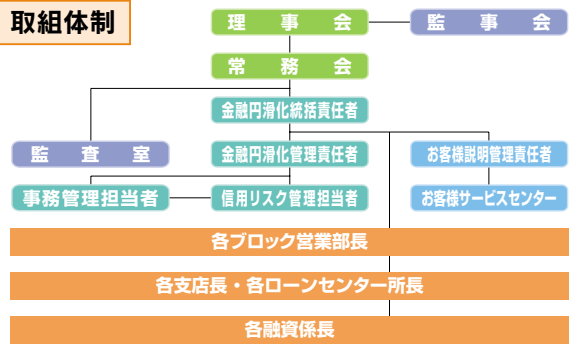 取組体制
理事会 監事会
常務会
金融円滑化統括責任者
監査室 金融円滑化管理責任者 お客様説明管理責任者
事務管理担当者 信用リスク管理担当者 お客様サービスセンター
各ブロック営業部長
各支店長・各ローンセンター所長
各融資係長